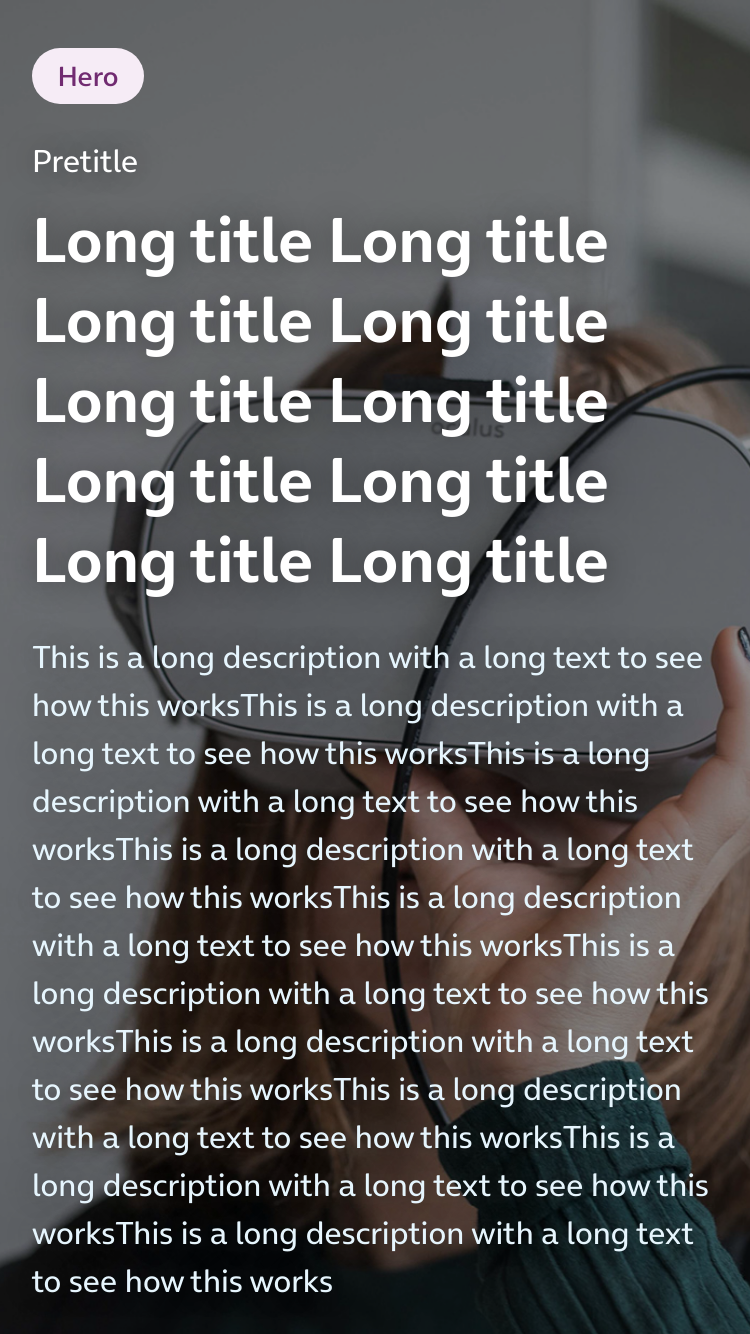 Hero
Pretitle
Long title Long title
Long title Long title
Long title Long title
Long title Long title
Long title Long title
This is a long description with a long text to see
how this worksThis is a long description with a
long text to see how this worksThis is a long
description with a long text to see how this
worksThis is a long description with a long text
to see how this worksThis is a long description
with a long text to see how this worksThis is a
long description with a long text to see how this
worksThis is a long description with a long text
to see how this worksThis is a long description
with a long text to see how this worksThis is a
long description with a long text to see how this
worksThis is a long description with a long text
to see how this works